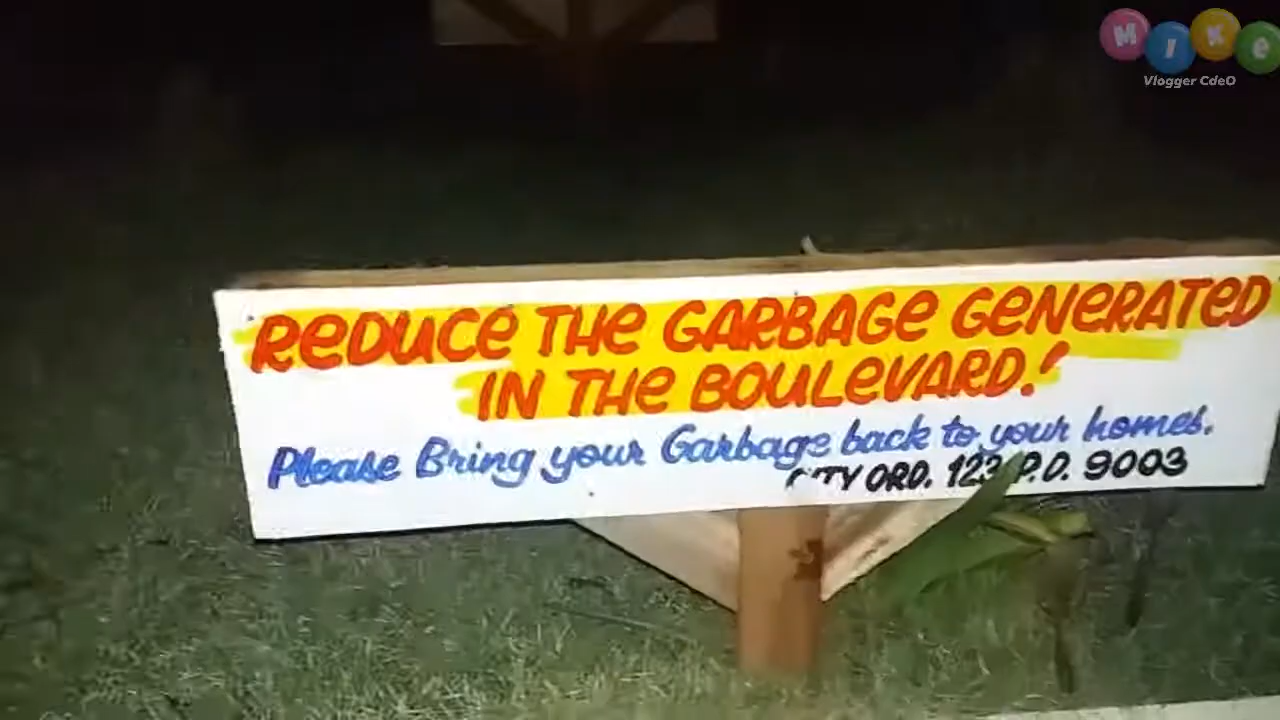 MIKe
Vlogger CdeO
REDUCE THE GARBAGE GENERATED
IN THE BOULEVARD!
Please Bring your Garbage back to your homes.
CITY ORD. 123 P.D. 9003